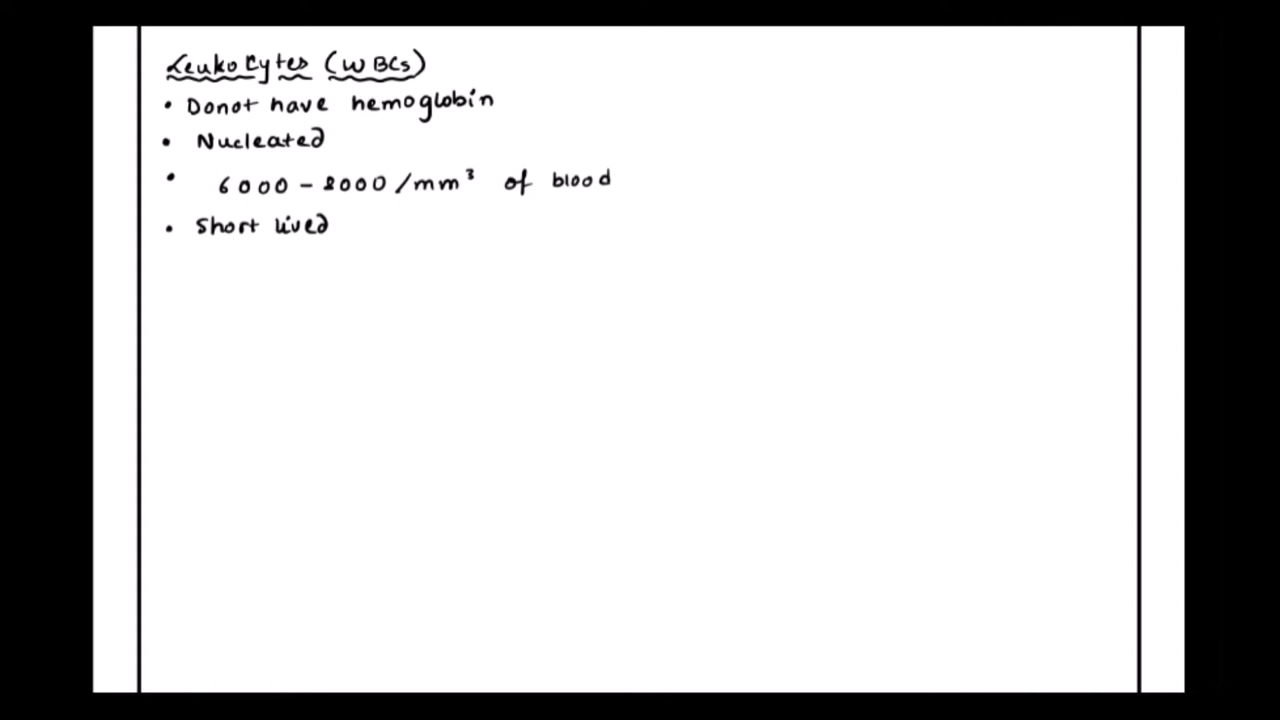 Leukocytes (WBCs)
• Donot have hemoglobin
• Nucleated
• 6000 - 8000 /mm³ of blood
• Short lived